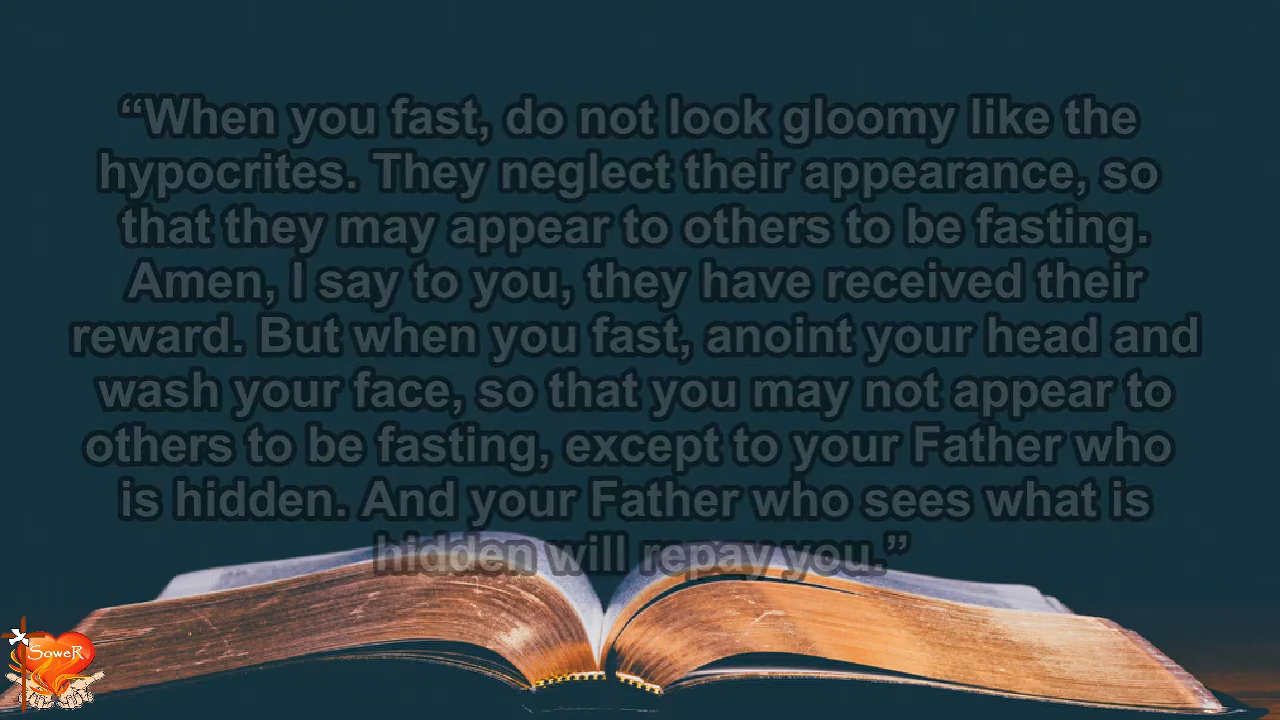 “When you fast, do not look gloomy like the
hypocrites. They neglect their appearance, so
that they may appear to others to be fasting.
Amen, I say to you, they have received their
reward. But when you fast, anoint your head and
wash your face, so that you may not appear to
others to be fasting, except to your Father who
is hidden. And your Father who sees what is
hidden will repay you.”
SoweR